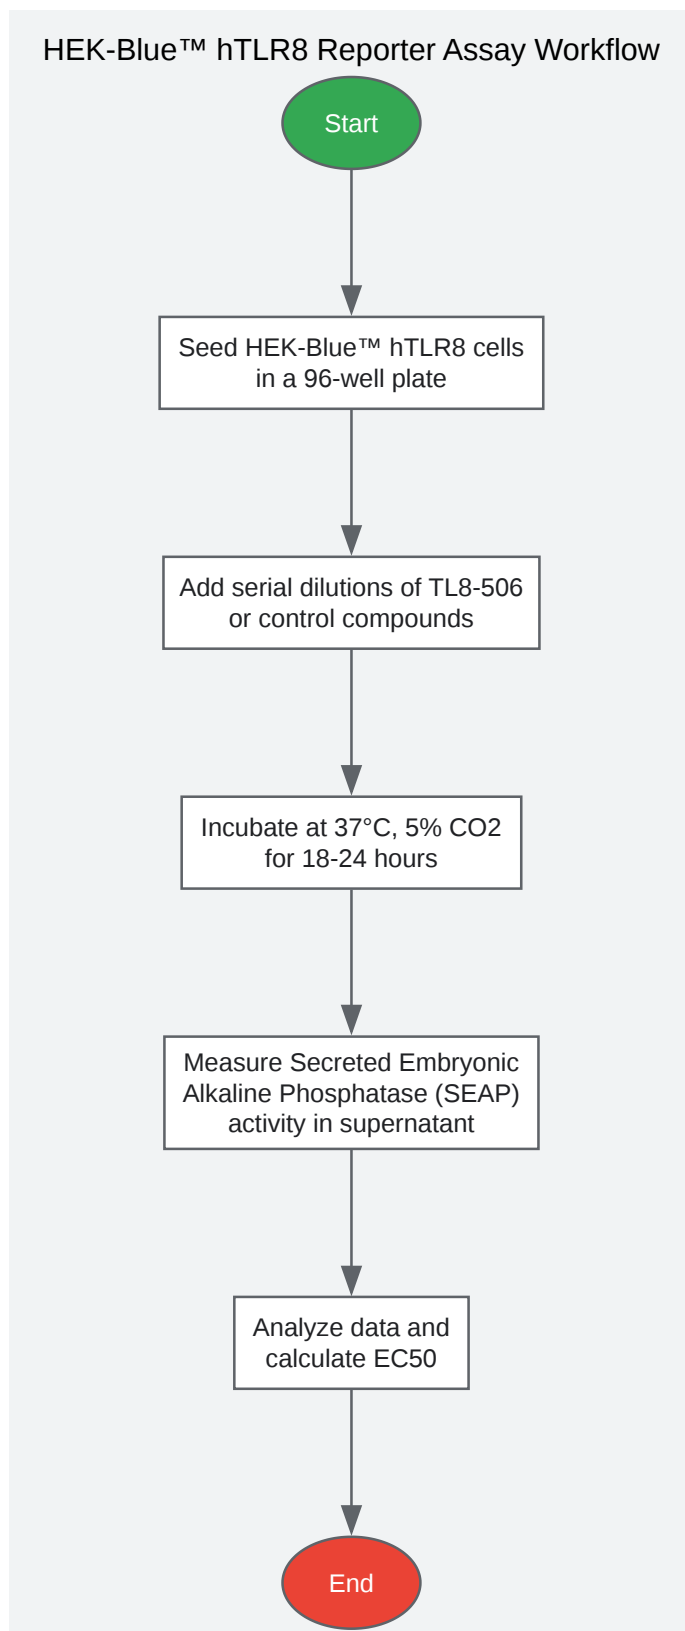 HEK-Blue™ hTLR8 Reporter Assay Workflow
Start
Seed HEK-Blue™ hTLR8 cells
in a 96-well plate
Add serial dilutions of TL8-506
or control compounds
Incubate at 37°C, 5% CO2
for 18-24 hours
Measure Secreted Embryonic
Alkaline Phosphatase (SEAP)
activity in supernatant
Analyze data and
calculate EC50
End